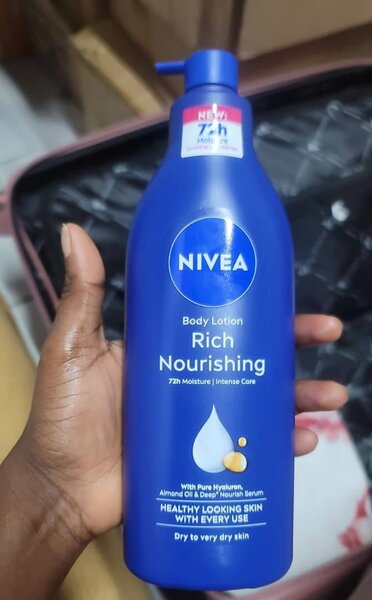 NEW:
72h
Moisture
NIVEA
Body Lotion
Rich
Nourishing
72h Moisture | Intense Care
With Pure Hyaluron,
Almond Oil & Deep⁺ Nourish Serum
HEALTHY LOOKING SKIN
WITH EVERY USE
Dry to very dry skin